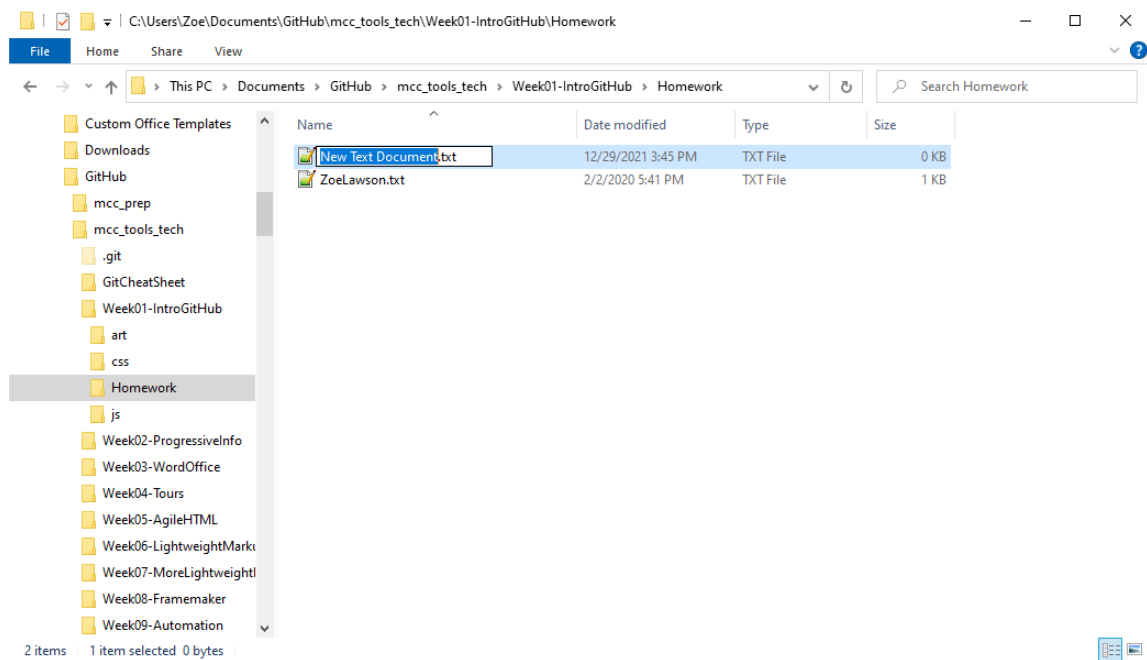 C:\Users\Zoe\Documents\GitHub\mcc_tools_tech\Week01-IntroGitHub\Homework
File Home Share View
This PC > Documents > GitHub > mcc_tools_tech > Week01-IntroGitHub > Homework
Search Homework
Custom Office Templates
Downloads
GitHub
mcc_prep
mcc_tools_tech
.git
GitCheatSheet
Week01-IntroGitHub
art
css
Homework
js
Week02-ProgressiveInfo
Week03-WordOffice
Week04-Tours
Week05-AgileHTML
Week06-LightweightMarku
Week07-MoreLightweightl
Week08-Framemaker
Week09-Automation
Name Date modified Type Size
New Text Document.txt 12/29/2021 3:45 PM TXT File 0 KB
ZoeLawson.txt 2/2/2020 5:41 PM TXT File 1 KB
2 items 1 item selected 0 bytes